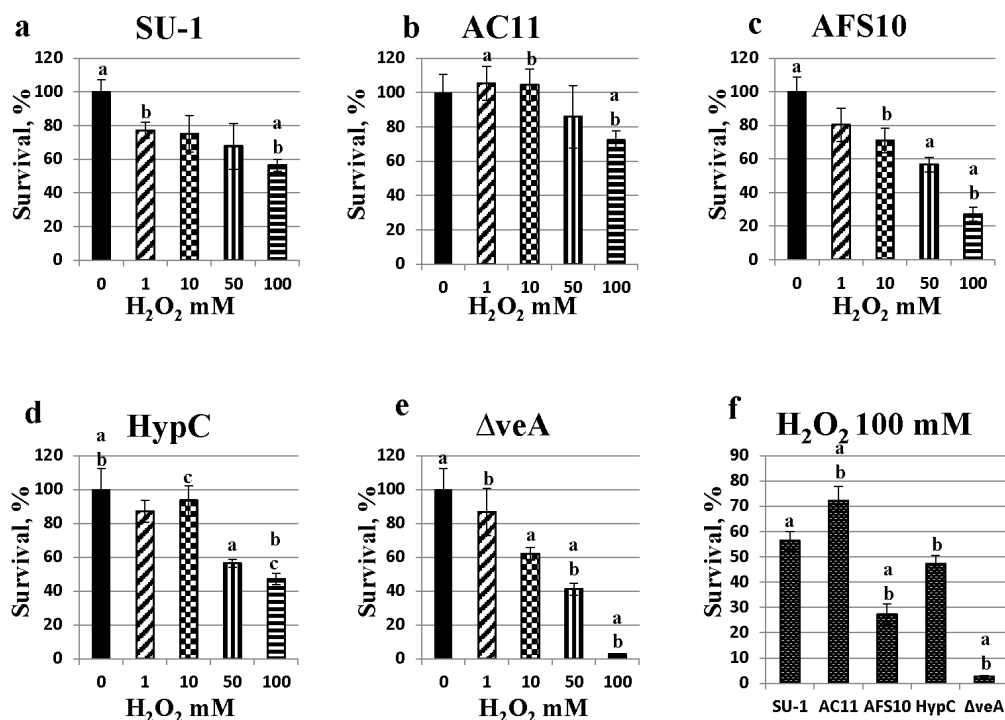 a SU-1
Survival, %
120
100
80
60
40
20
0
a
b
a
b
0 1 10 50 100
H₂O₂ mM
b AC11
Survival, %
120
100
80
60
40
20
0
a
b
a
b
0 1 10 50 100
H₂O₂ mM
c AFS10
Survival, %
120
100
80
60
40
20
0
a
b
a
a
b
0 1 10 50 100
H₂O₂ mM
d HypC
Survival, %
120
100
80
60
40
20
0
a
b
c
a
b
c
0 1 10 50 100
H₂O₂ mM
e ΔveA
Survival, %
120
100
80
60
40
20
0
a
b
a
a
b
a
b
0 1 10 50 100
H₂O₂ mM
f H₂O₂ 100 mM
Survival, %
90
80
70
60
50
40
30
20
10
0
a
a
b
a
b
b
a
b
SU-1 AC11 AFS10 HypC ΔveA